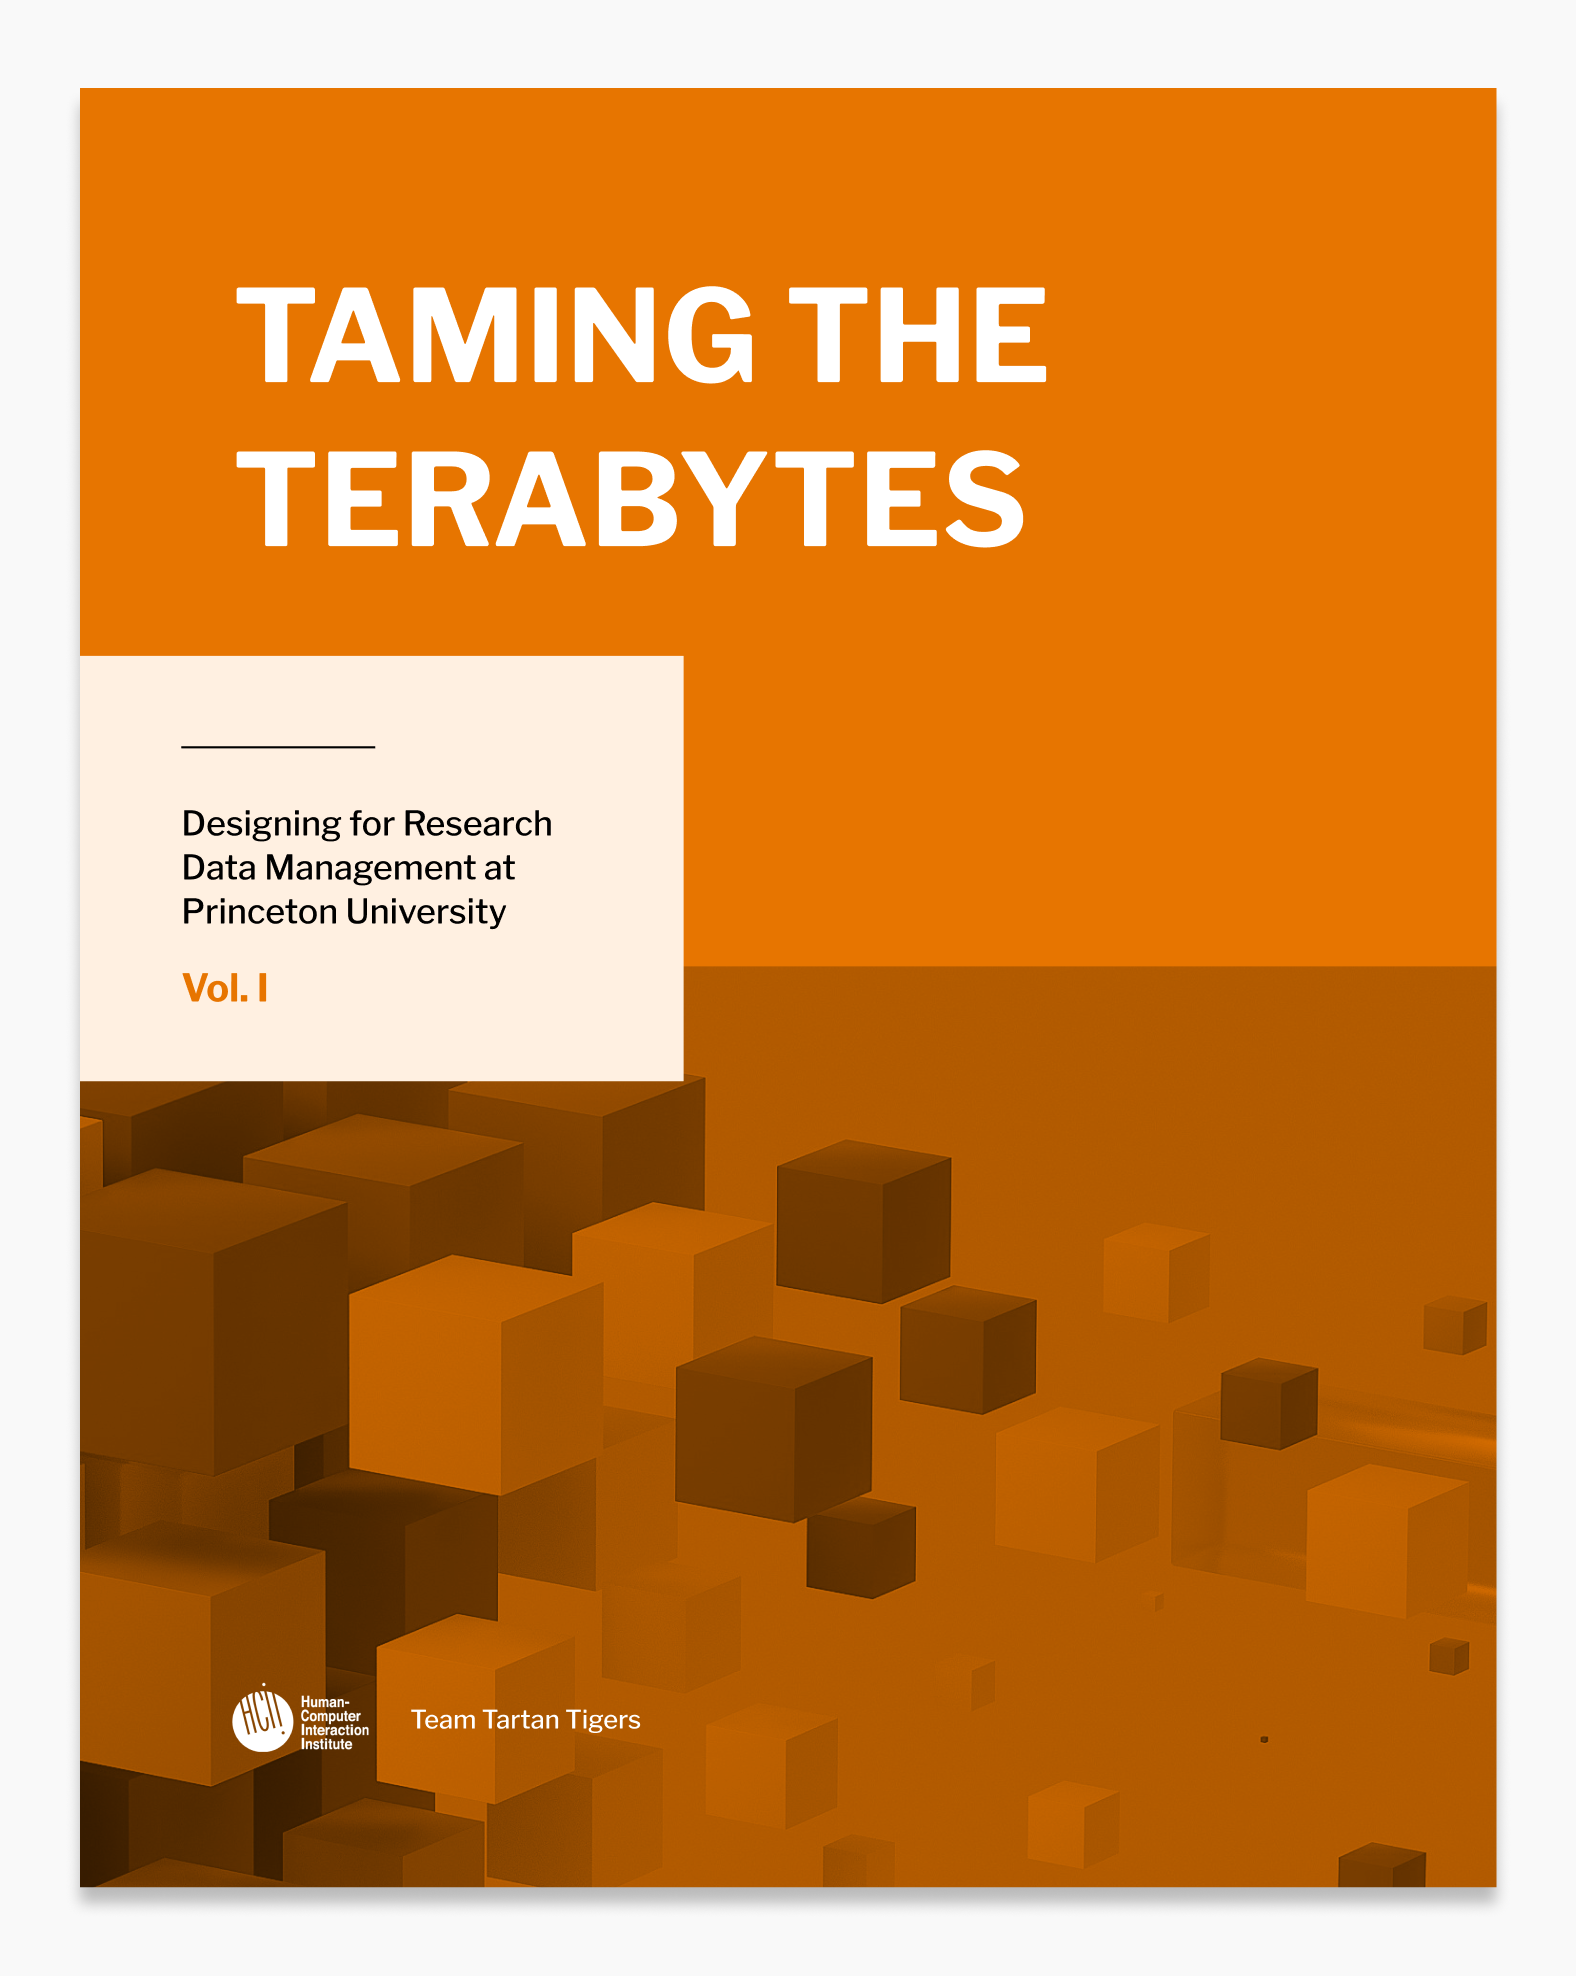 TAMING THE
TERABYTES
Designing for Research
Data Management at
Princeton University
Vol. I
HCII
Human-
Computer
Interaction
Institute
Team Tartan Tigers